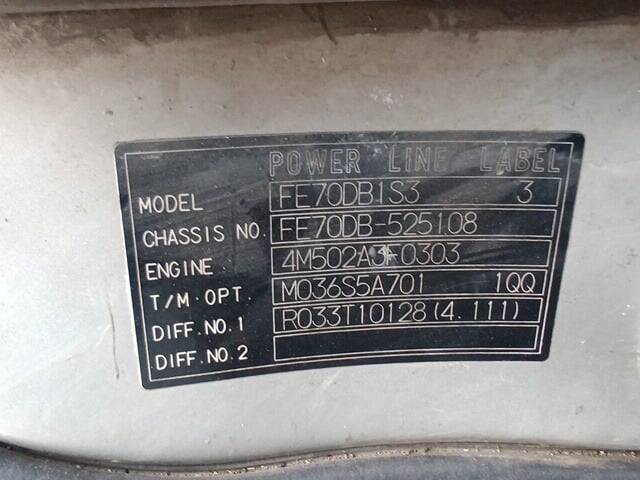 POWER LINE LABEL
MODEL FE70DB1S3 3
CHASSIS NO. FE70DB-525108
ENGINE 4M502A3F0303
T/M·OPT. M036S5A701 1QQ
DIFF.NO.1 R033T10128(4.111)
DIFF.NO.2